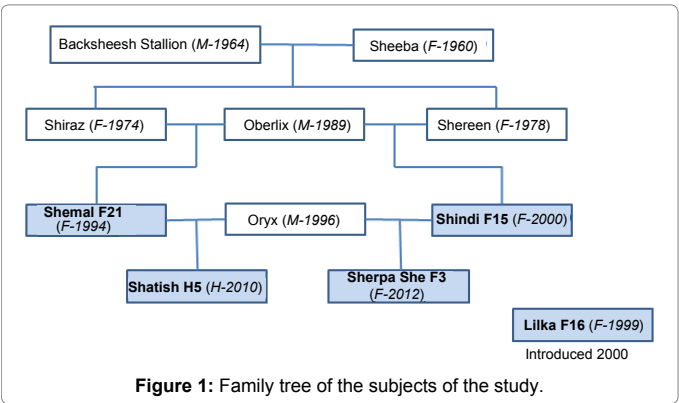 Backsheesh Stallion (M-1964)
Sheeba (F-1960)
Shiraz (F-1974)
Oberlix (M-1989)
Shereen (F-1978)
Shemal F21
(F-1994)
Oryx (M-1996)
Shindi F15 (F-2000)
Shatish H5 (H-2010)
Sherpa She F3
(F-2012)
Lilka F16 (F-1999)
Introduced 2000
Figure 1: Family tree of the subjects of the study.